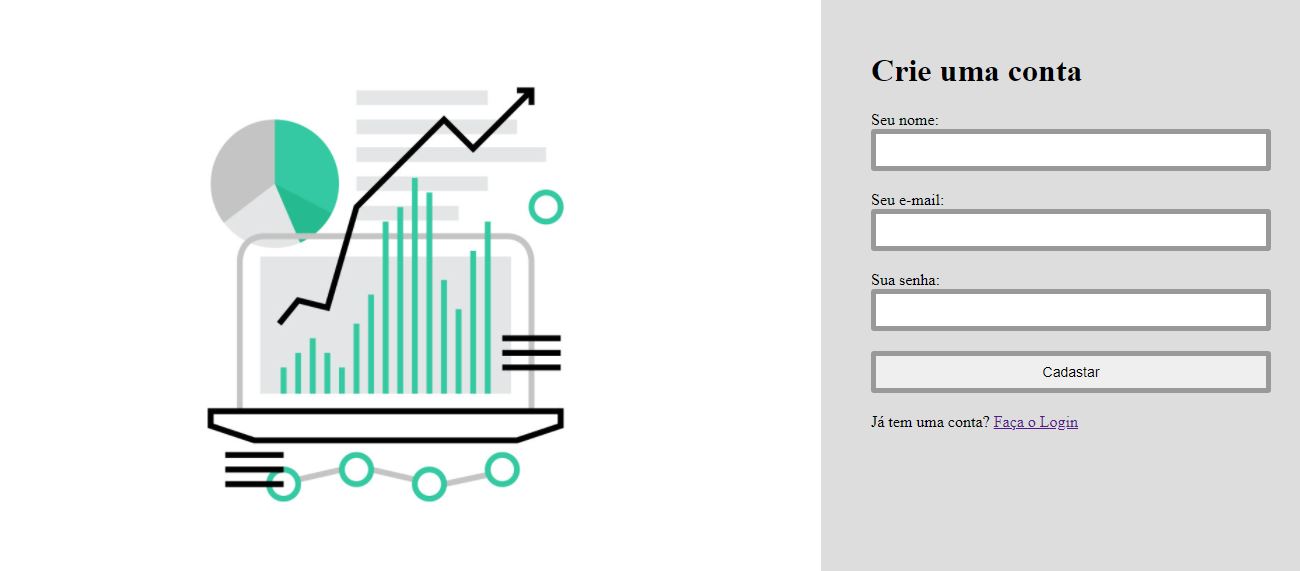 Crie uma conta
Seu nome:
Seu e-mail:
Sua senha:
Cadastar
Já tem uma conta? Faça o Login